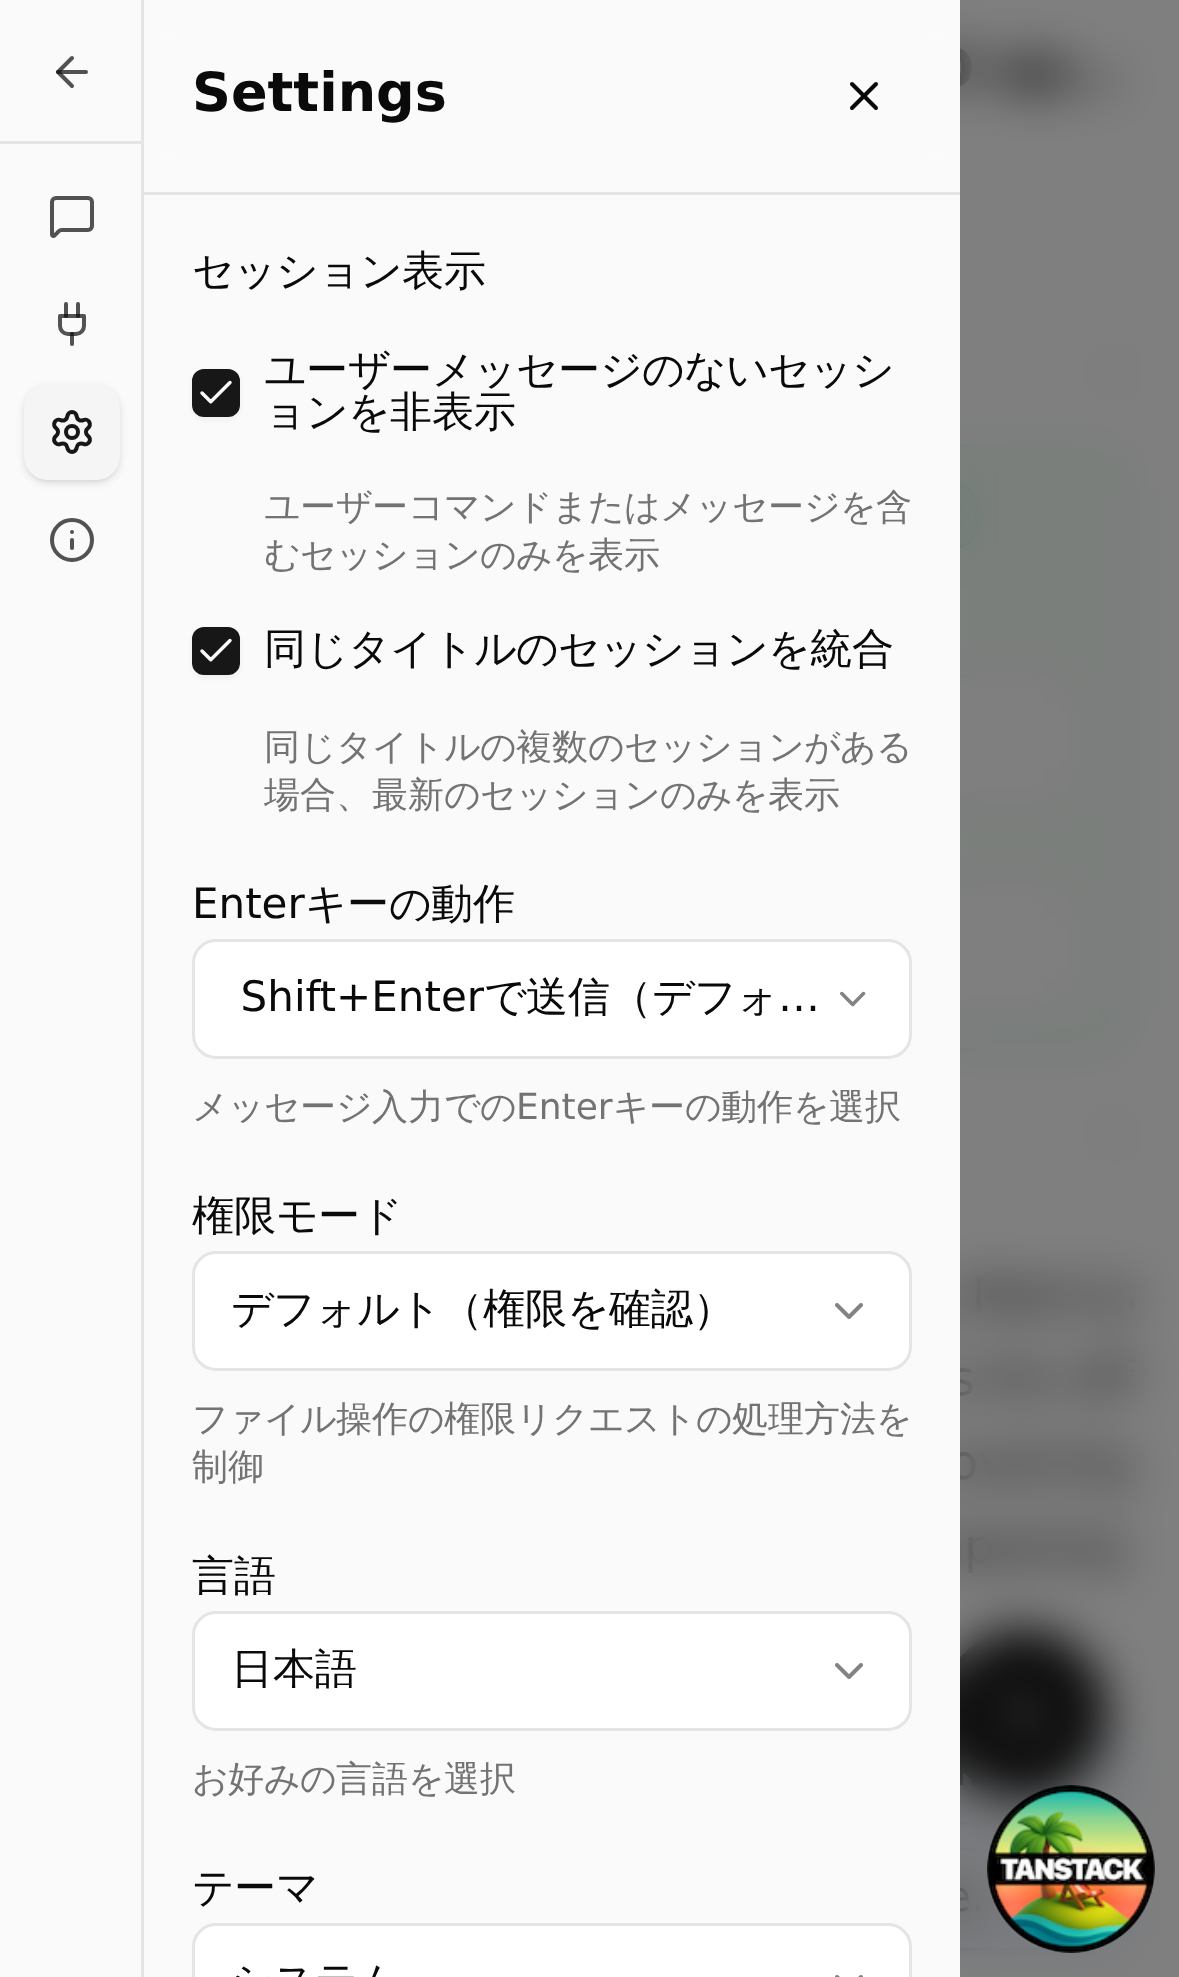 Settings
セッション表示
ユーザーメッセージのないセッシ
ョンを非表示
ユーザーコマンドまたはメッセージを含
むセッションのみを表示
同じタイトルのセッションを統合
同じタイトルの複数のセッションがある
場合、最新のセッションのみを表示
Enterキーの動作
Shift+Enterで送信（デフォ...
メッセージ入力でのEnterキーの動作を選択
権限モード
デフォルト（権限を確認）
ファイル操作の権限リクエストの処理方法を
制御
言語
日本語
お好みの言語を選択
テーマ
システム
TANSTACK